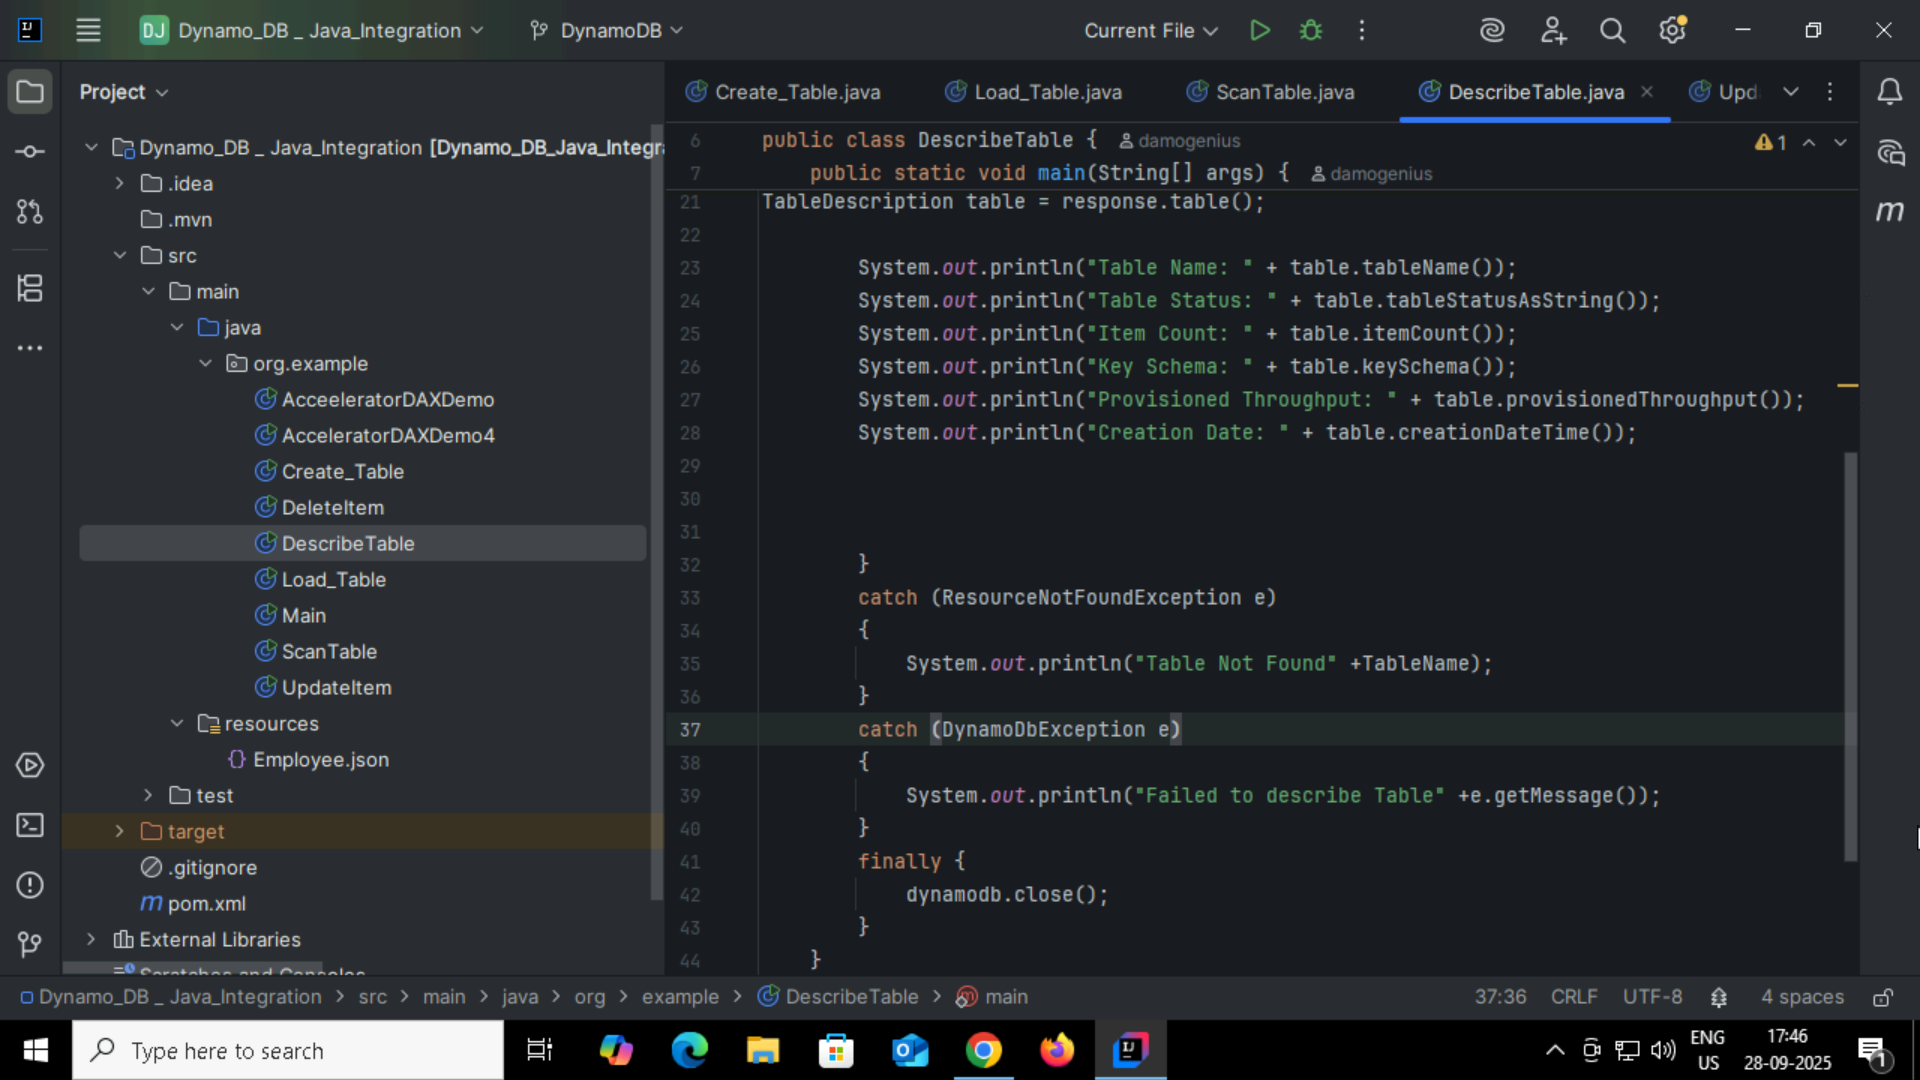 DJ Dynamo_DB _ Java_Integration DynamoDB Current File
Project
Create_Table.java Load_Table.java ScanTable.java DescribeTable.java Upd
Dynamo_DB _ Java_Integration [Dynamo_DB_Java_Integr
.idea
.mvn
src
main
java
org.example
AcceeleratorDAXDemo
AcceleratorDAXDemo4
Create_Table
DeleteItem
DescribeTable
Load_Table
Main
ScanTable
UpdateItem
resources
Employee.json
test
target
.gitignore
pom.xml
External Libraries
Scratches and Consoles
1
6 public class DescribeTable { damogenius
7 public static void main(String[] args) { damogenius
21 TableDescription table = response.table();
22
23 System.out.println("Table Name: " + table.tableName());
24 System.out.println("Table Status: " + table.tableStatusAsString());
25 System.out.println("Item Count: " + table.itemCount());
26 System.out.println("Key Schema: " + table.keySchema());
27 System.out.println("Provisioned Throughput: " + table.provisionedThroughput());
28 System.out.println("Creation Date: " + table.creationDateTime());
29
30
31
32 }
33 catch (ResourceNotFoundException e)
34 {
35 System.out.println("Table Not Found" +TableName);
36 }
37 catch (DynamoDbException e)
38 {
39 System.out.println("Failed to describe Table" +e.getMessage());
40 }
41 finally {
42 dynamodb.close();
43 }
44 }
Dynamo_DB _ Java_Integration > src > main > java > org > example > DescribeTable > main 37:36 CRLF UTF-8 4 spaces
Type here to search
ENG
US
17:46
28-09-2025
1